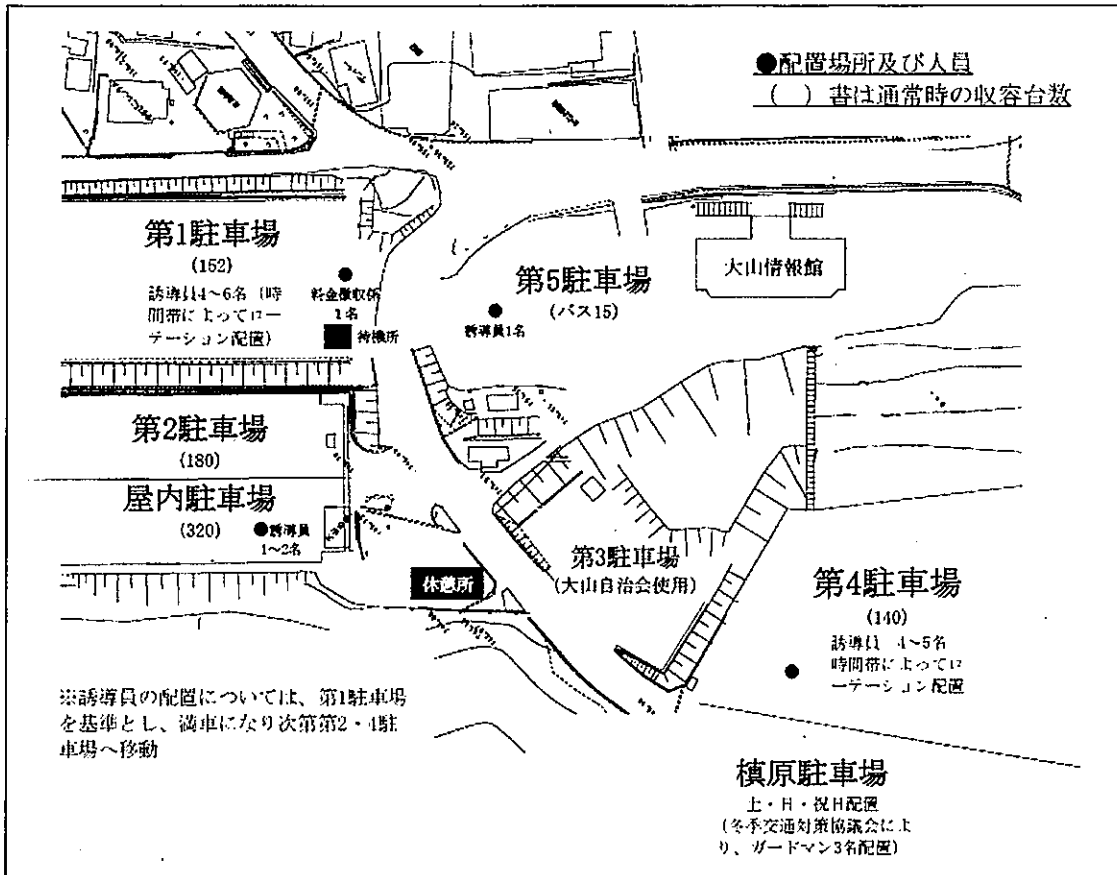 ●配置場所及び人員
( ) 書は通常時の収容台数
第1駐車場
(152)
誘導員4~6名 (時
間帯によってロー
テーション配置)
料金徴収係
1名
待機所
第5駐車場
(バス15)
誘導員1名
大山情報館
第2駐車場
(180)
屋内駐車場
(320)
●誘導員
1~2名
休憩所
第3駐車場
(大山自治会使用)
第4駐車場
(140)
誘導員 4~5名
時間帯によってロ
ーテーション配置
※誘導員の配置については、第1駐車場
を基準とし、満車になり次第第2・4駐
車場へ移動
槙原駐車場
土・日・祝日配置
(冬季交通対策協議会によ
り、ガードマン3名配置)